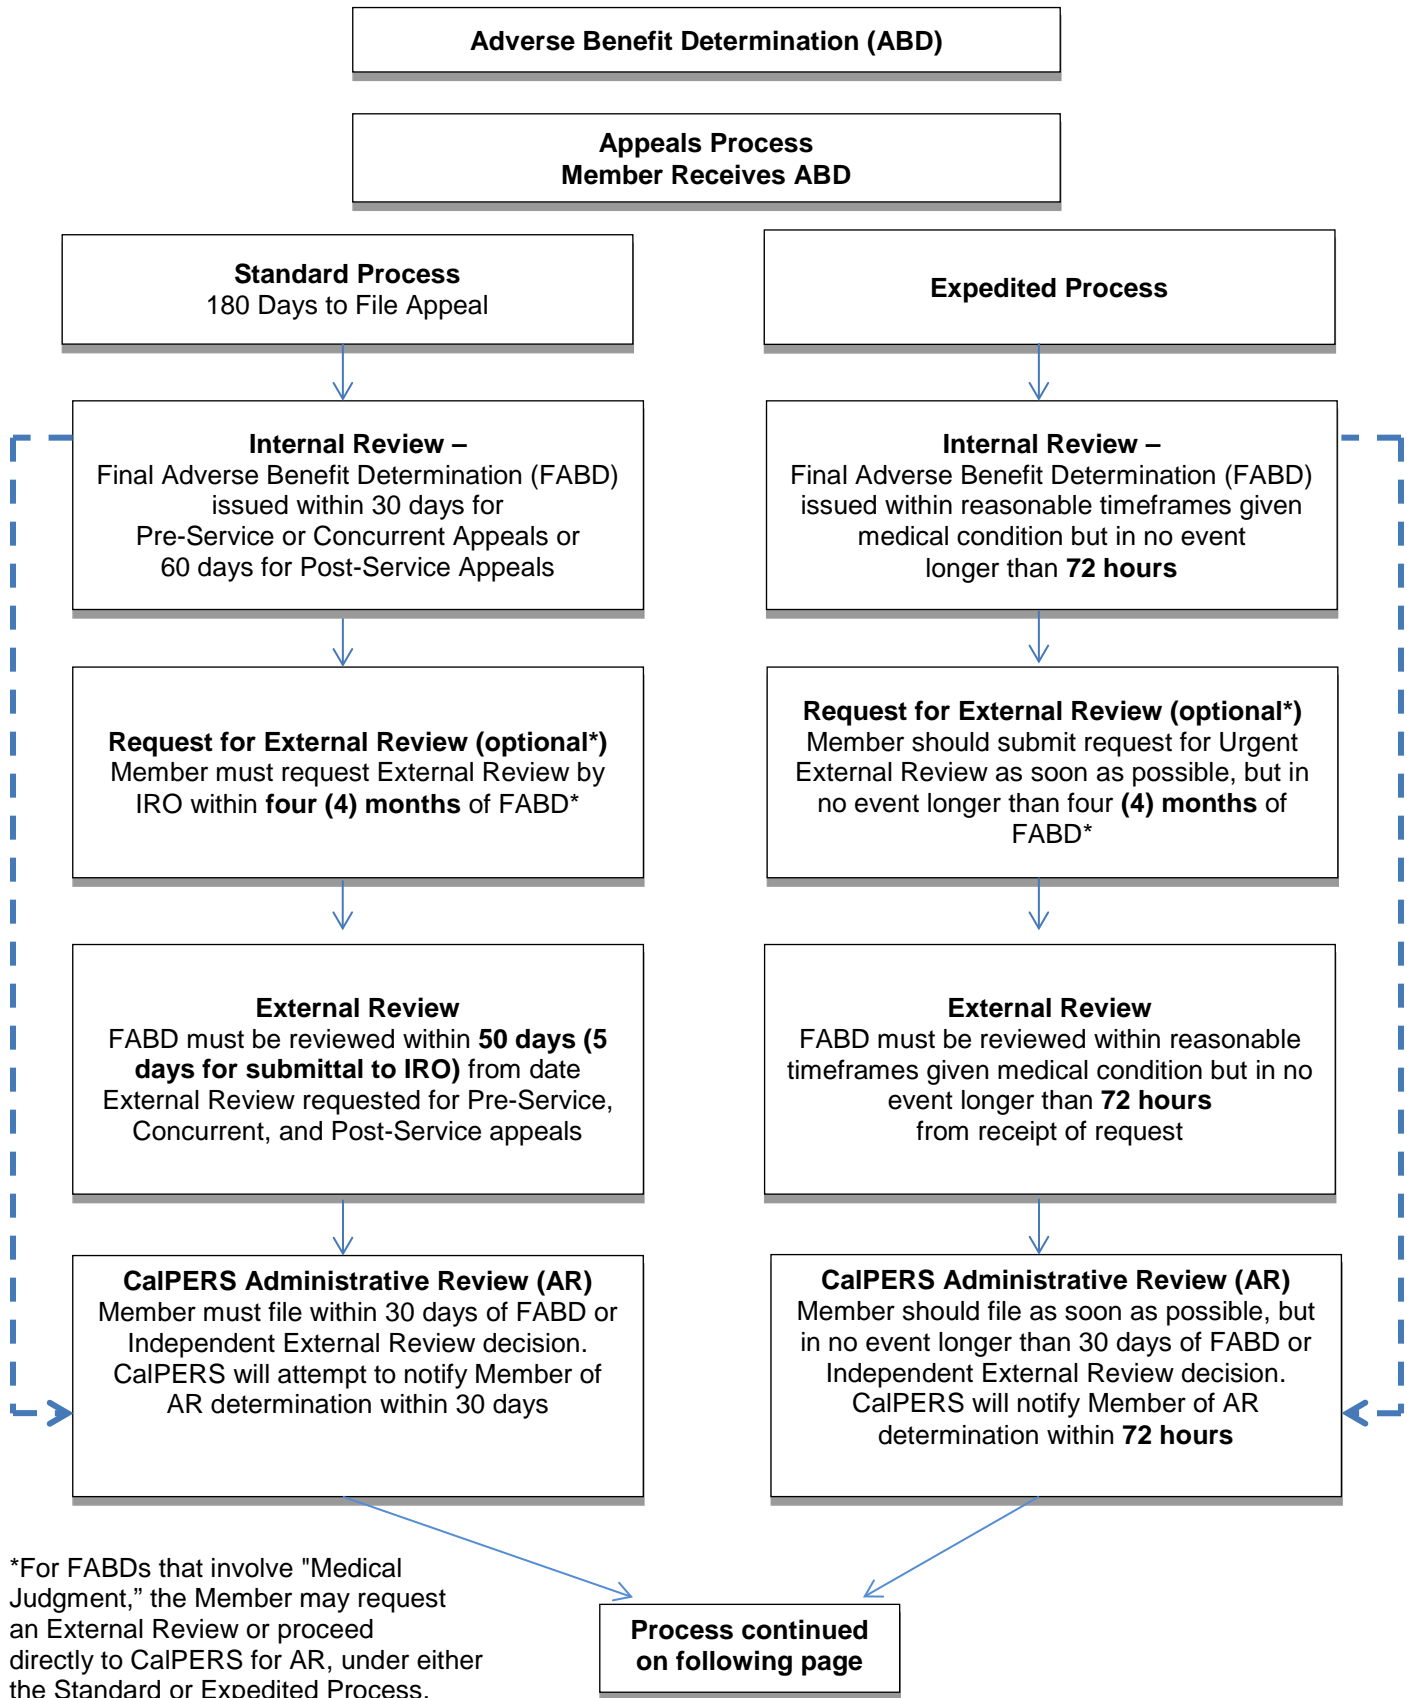 Adverse Benefit Determination (ABD)
Appeals Process
Member Receives ABD
Standard Process
180 Days to File Appeal
Expedited Process
Internal Review –
Final Adverse Benefit Determination (FABD)
issued within 30 days for
Pre-Service or Concurrent Appeals or
60 days for Post-Service Appeals
Internal Review –
Final Adverse Benefit Determination (FABD)
issued within reasonable timeframes given
medical condition but in no event
longer than 72 hours
Request for External Review (optional*)
Member must request External Review by
IRO within four (4) months of FABD*
Request for External Review (optional*)
Member should submit request for Urgent
External Review as soon as possible, but in
no event longer than four (4) months of
FABD*
External Review
FABD must be reviewed within 50 days (5
days for submittal to IRO) from date
External Review requested for Pre-Service,
Concurrent, and Post-Service appeals
External Review
FABD must be reviewed within reasonable
timeframes given medical condition but in no
event longer than 72 hours
from receipt of request
CalPERS Administrative Review (AR)
Member must file within 30 days of FABD or
Independent External Review decision.
CalPERS will attempt to notify Member of
AR determination within 30 days
CalPERS Administrative Review (AR)
Member should file as soon as possible, but
in no event longer than 30 days of FABD or
Independent External Review decision.
CalPERS will notify Member of AR
determination within 72 hours
*For FABDs that involve "Medical
Judgment,” the Member may request
an External Review or proceed
directly to CalPERS for AR, under either
the Standard or Expedited Process.
Process continued
on following page